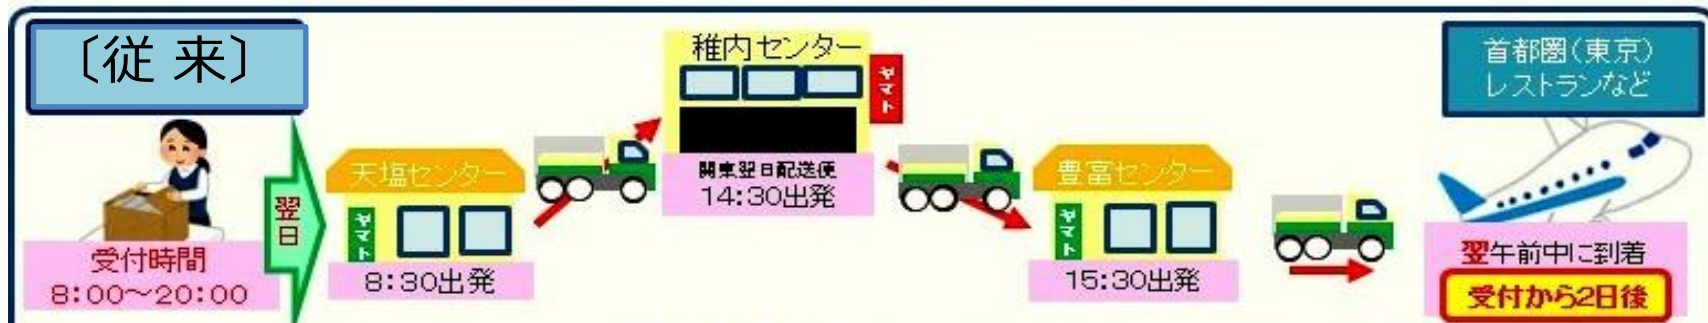 〔従 来〕
受付時間
8:00～20:00
翌日
天塩センター
ヤマト
8:30出発
稚内センター
ヤマト
関東翌日配送便
14:30出発
豊富センター
ヤマト
15:30出発
首都圏(東京)
レストランなど
翌午前中に到着
受付から2日後